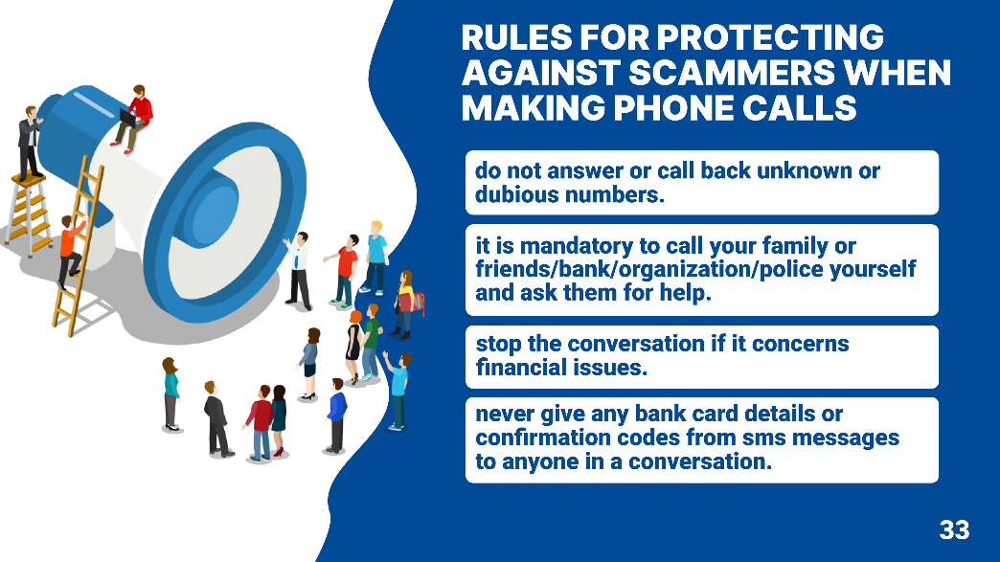 RULES FOR PROTECTING
AGAINST SCAMMERS WHEN
MAKING PHONE CALLS
do not answer or call back unknown or
dubious numbers.
it is mandatory to call your family or
friends/bank/organization/police yourself
and ask them for help.
stop the conversation if it concerns
financial issues.
never give any bank card details or
confirmation codes from sms messages
to anyone in a conversation.
33